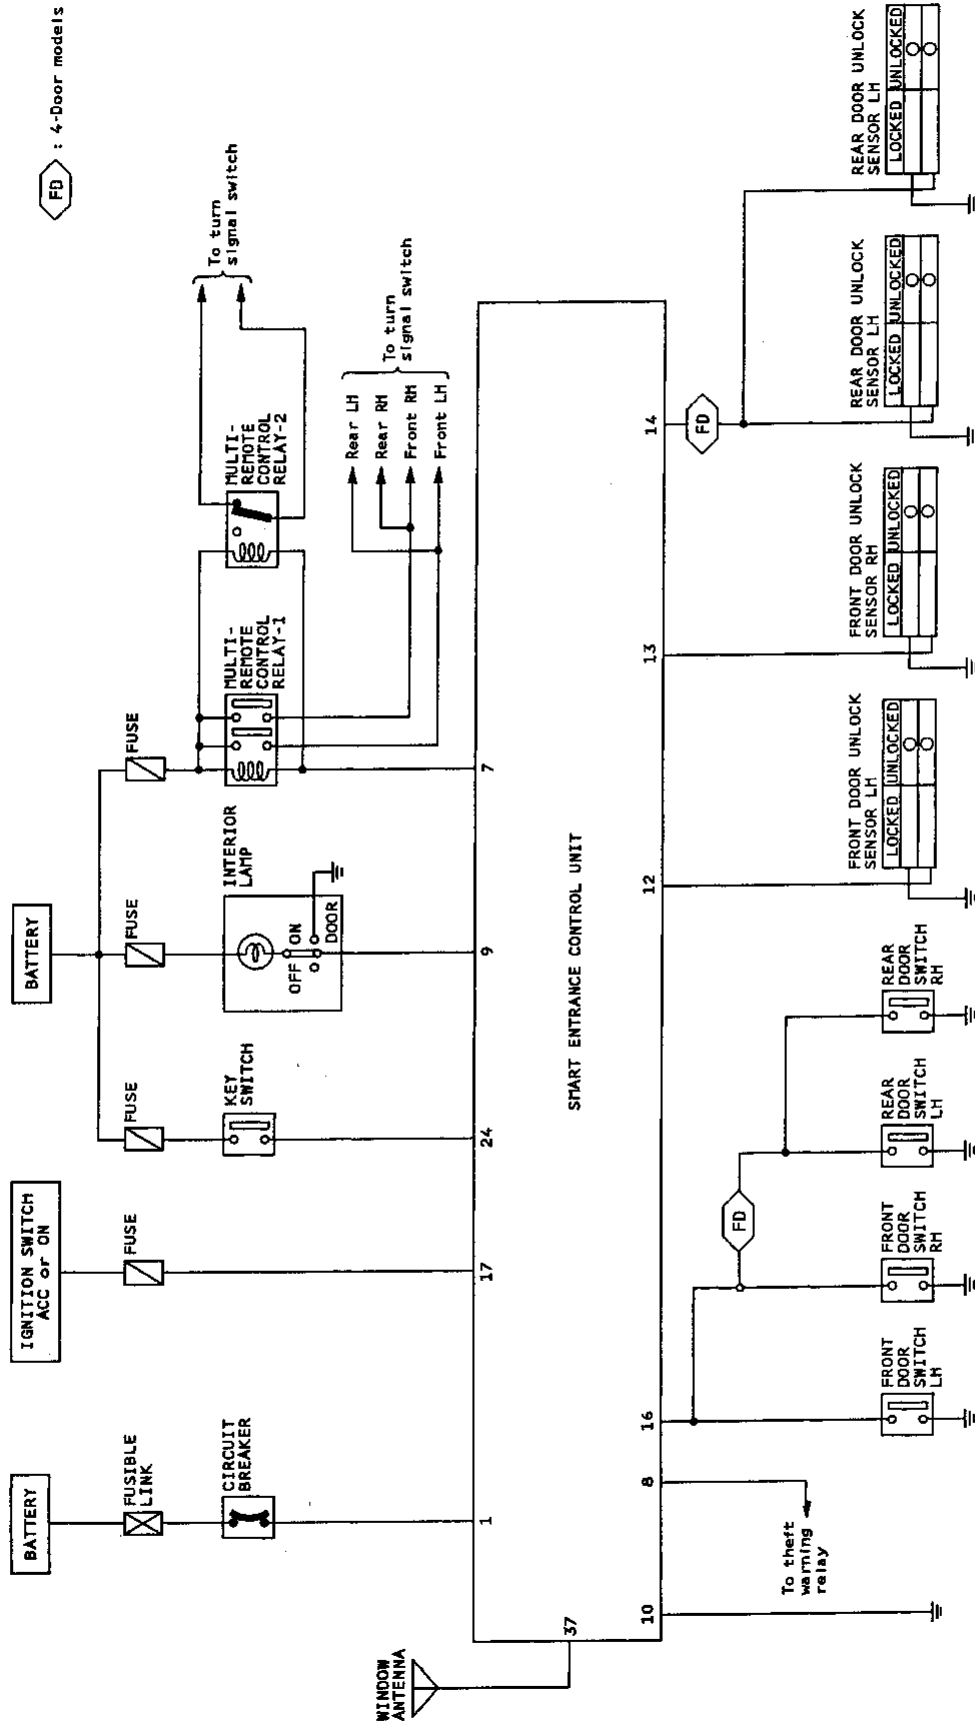 FD : 4-Door models
BATTERY
FUSIBLE
LINK
CIRCUIT
BREAKER
IGNITION SWITCH
ACC or ON
FUSE
BATTERY
FUSE
KEY
SWITCH
FUSE
INTERIOR
LAMP
OFF
ON
DOOR
FUSE
MULTI-
REMOTE
CONTROL
RELAY-1
MULTI-
REMOTE
CONTROL
RELAY-2
To turn
signal switch
Rear LH
Rear RH
Front RH
Front LH
To turn
signal switch
WINDOW
ANTENNA
37
1
17
24
9
7
SMART ENTRANCE CONTROL UNIT
10
8
16
12
13
14
To theft
warning
relay
FD
FD
FRONT
DOOR
SWITCH
LH
FRONT
DOOR
SWITCH
RH
REAR
DOOR
SWITCH
LH
REAR
DOOR
SWITCH
RH
FRONT DOOR UNLOCK
SENSOR LH
LOCKED UNLOCKED
FRONT DOOR UNLOCK
SENSOR RH
LOCKED UNLOCKED
REAR DOOR UNLOCK
SENSOR LH
LOCKED UNLOCKED
REAR DOOR UNLOCK
SENSOR LH
LOCKED UNLOCKED